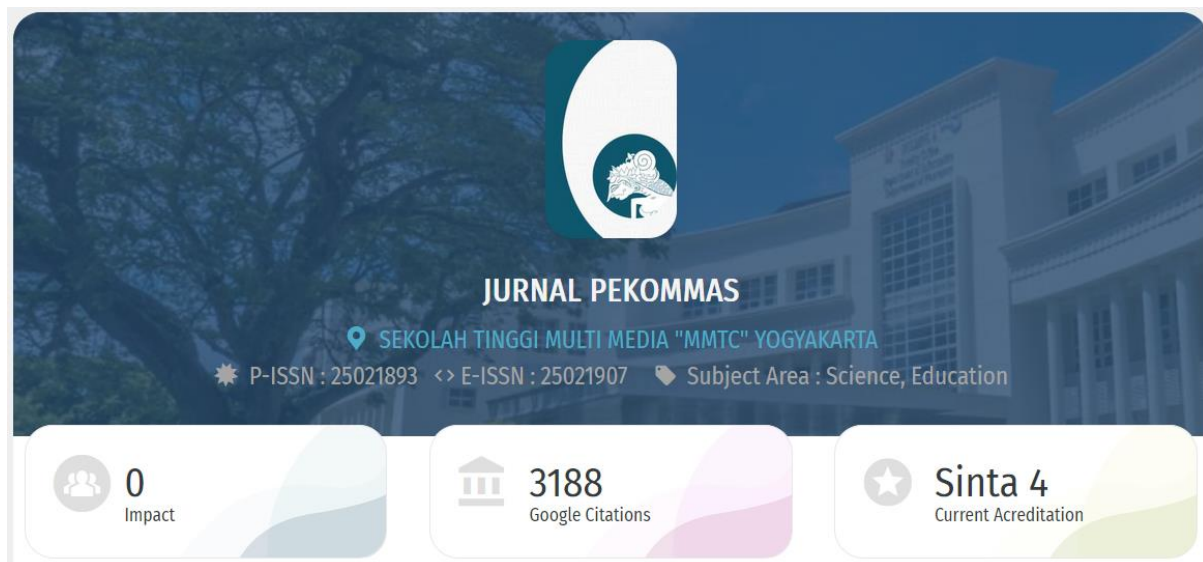 JURNAL PEKOMMAS
SEKOLAH TINGGI MULTI MEDIA "MMTC" YOGYAKARTA
P-ISSN : 25021893 <> E-ISSN : 25021907 Subject Area : Science, Education
0
Impact
3188
Google Citations
Sinta 4
Current Acreditation